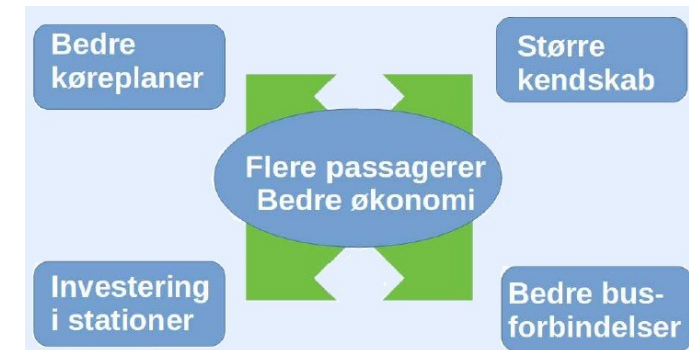 Bedre
køreplaner
Større
kendskab
Flere passagerer
Bedre økonomi
Investering
i stationer
Bedre bus-
forbindelser